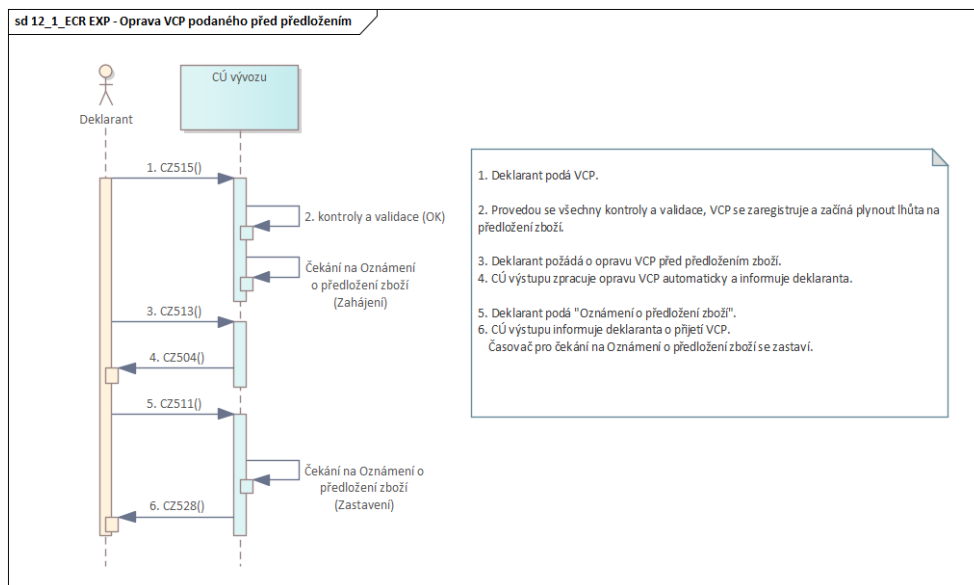 sd 12_1_ECR EXP - Oprava VCP podaného před předložením
CÚ vývozu
Deklarant
1. CZ515()
2. kontroly a validace (OK)
Čekání na Oznámení
o předložení zboží
(Zahájení)
3. CZ513()
4. CZ504()
5. CZ511()
Čekání na Oznámení o
předložení zboží
(Zastavení)
6. CZ528()
1. Deklarant podá VCP.
2. Provedou se všechny kontroly a validace, VCP se zaregistruje a začíná plynout lhůta na
předložení zboží.
3. Deklarant požádá o opravu VCP před předložením zboží.
4. CÚ výstupu zpracuje opravu VCP automaticky a informuje deklaranta.
5. Deklarant podá "Oznámení o předložení zboží".
6. CÚ výstupu informuje deklaranta o přijetí VCP.
Časovač pro čekání na Oznámení o předložení zboží se zastaví.